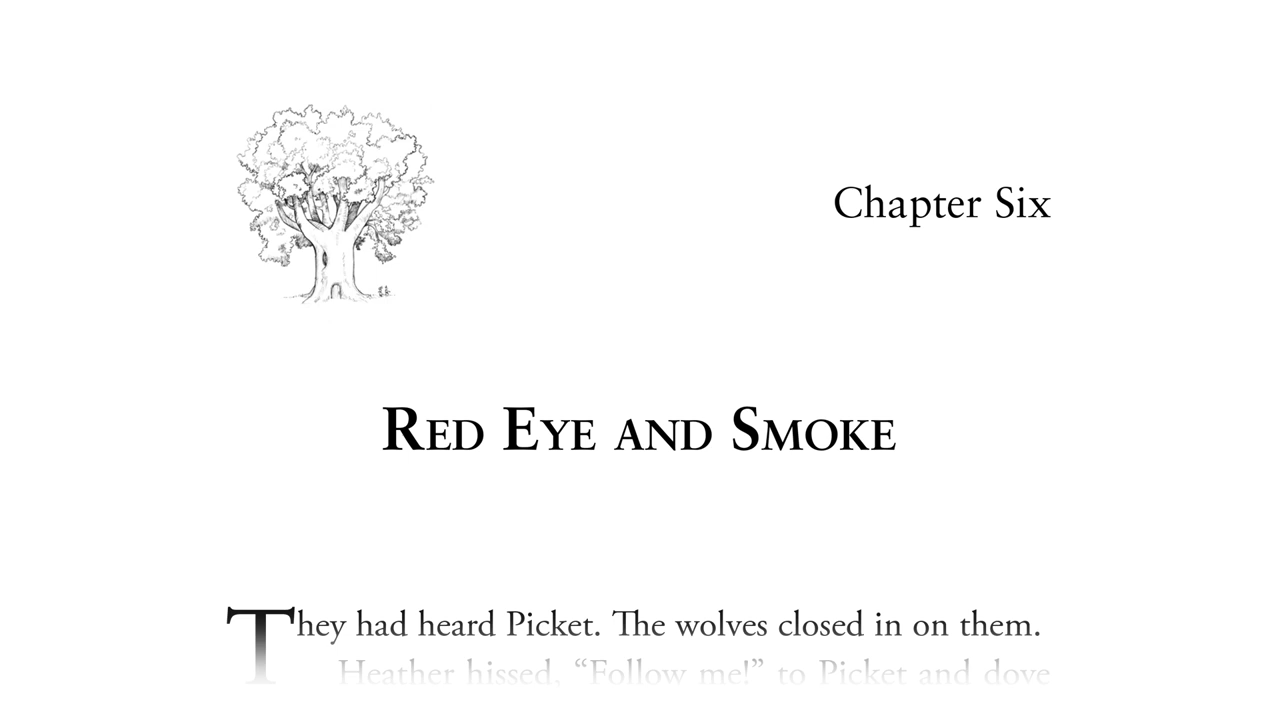 Chapter Six
Red Eye and Smoke
They had heard Picket. The wolves closed in on them.
Heather hissed, “Follow me!” to Picket and dove